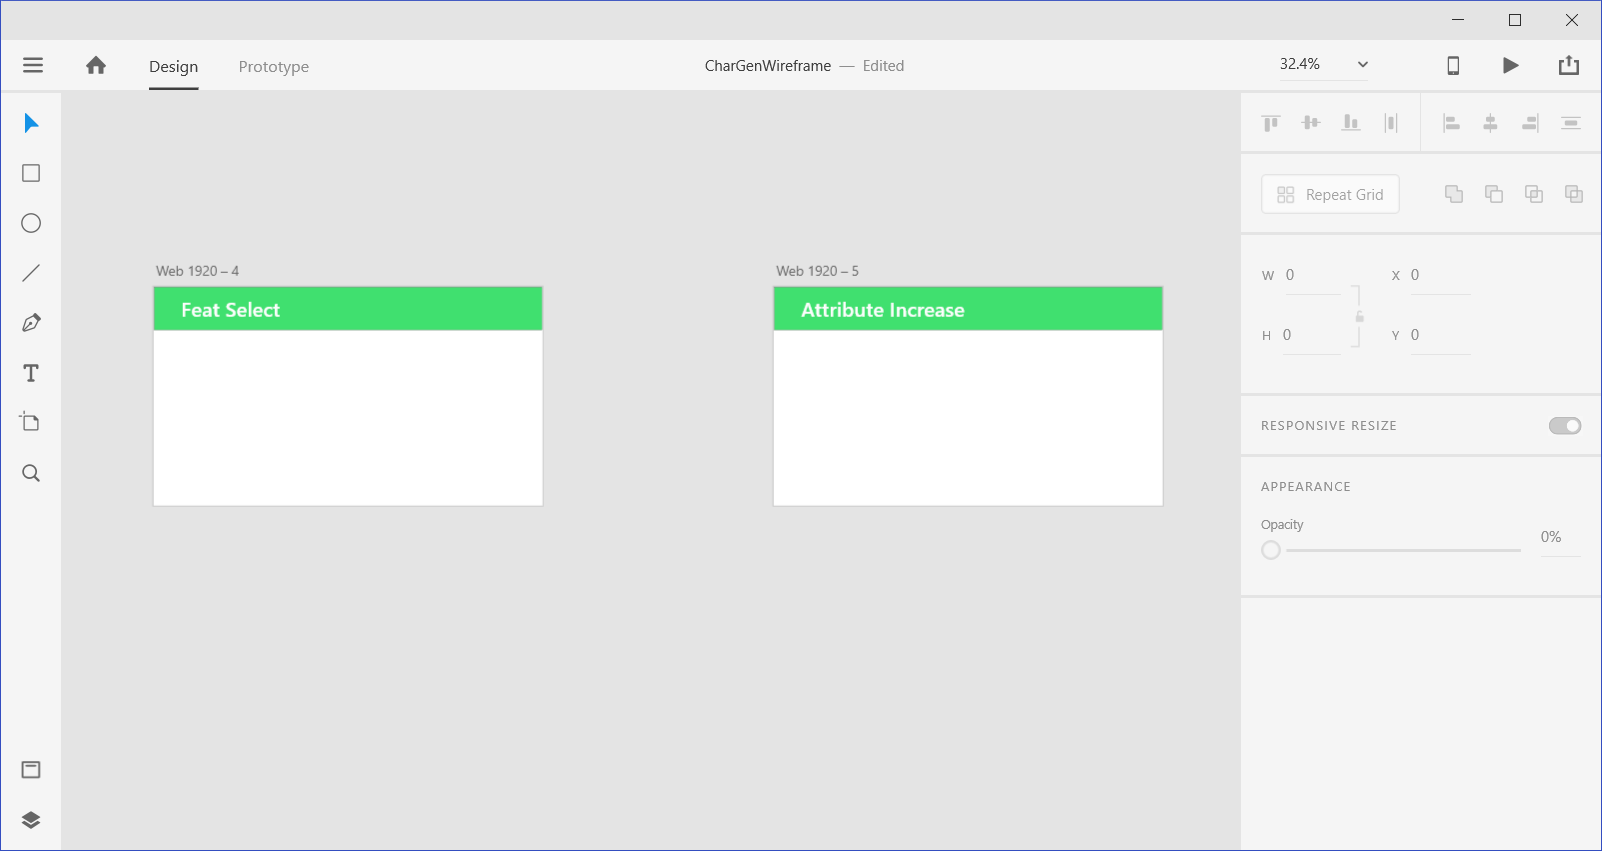 Design Prototype CharGenWireframe — Edited 32.4%
Repeat Grid
W 0 X 0
H 0 Y 0
RESPONSIVE RESIZE
APPEARANCE
Opacity
0%
Web 1920 – 4
Feat Select
Web 1920 – 5
Attribute Increase